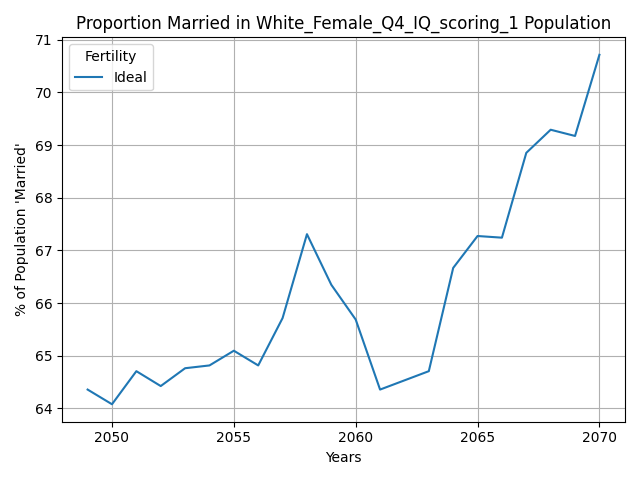 Proportion Married in White_Female_Q4_IQ_scoring_1 Population
71
70
69
68
67
66
65
64
% of Population 'Married'
Fertility
Ideal
2050 2055 2060 2065 2070
Years